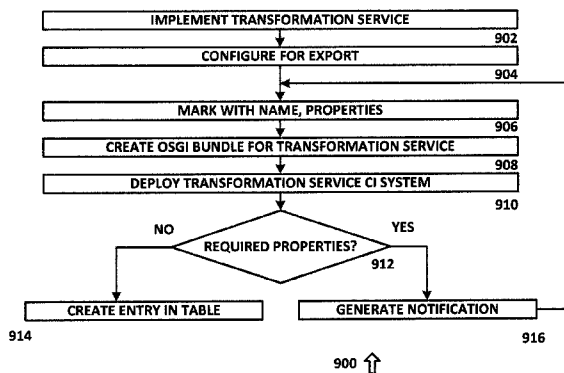 IMPLEMENT TRANSFORMATION SERVICE
902
CONFIGURE FOR EXPORT
904
MARK WITH NAME, PROPERTIES
906
CREATE OSGI BUNDLE FOR TRANSFORMATION SERVICE
908
DEPLOY TRANSFORMATION SERVICE CI SYSTEM
910
NO
YES
REQUIRED PROPERTIES?
912
CREATE ENTRY IN TABLE
GENERATE NOTIFICATION
914
916
900